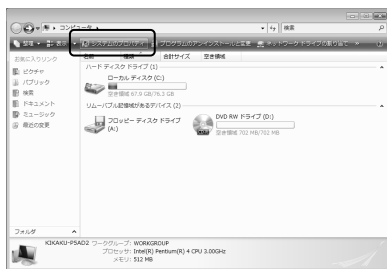 コンピュータ
検索
整理 表示 システムのプロパティ プログラムのアンインストールと変更 ネットワーク ドライブの割り当て »
お気に入りリンク
名前 種類 合計サイズ 空き領域
ピクチャ
パブリック
検索
ドキュメント
ミュージック
最近の変更
ハード ディスク ドライブ (1)
ローカル ディスク (C:)
空き領域 67.9 GB/76.3 GB
リムーバブル記憶域があるデバイス (2)
フロッピー ディスク ドライブ (A:)
DVD RW ドライブ (D:)
空き領域 702 MB/702 MB
フォルダ
KIKAKU-PSAD2 ワークグループ: WORKGROUP
プロセッサ: Intel(R) Pentium(R) 4 CPU 3.00GHz
メモリ: 512 MB